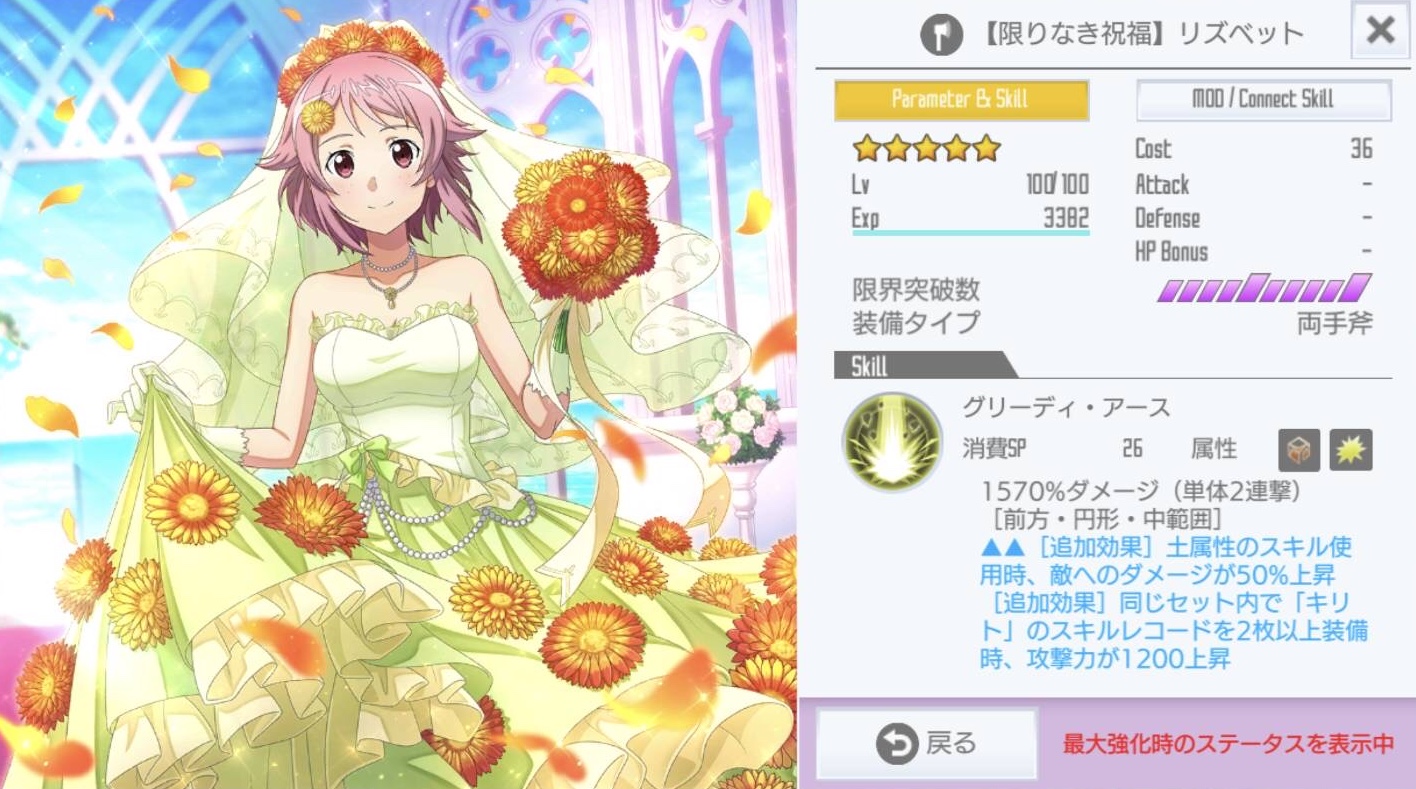 【限りなき祝福】リズベット
Parameter & Skill
MOD / Connect Skill
Lv 100/100
Exp 3382
Cost 36
Attack -
Defense -
HP Bonus -
限界突破数
装備タイプ 両手斧
Skill
グリーディ・アース
消費SP 26 属性
1570%ダメージ（単体2連撃）
［前方・円形・中範囲］
▲▲［追加効果］土属性のスキル使
用時、敵へのダメージが50%上昇
［追加効果］同じセット内で「キリ
ト」のスキルレコードを2枚以上装備
時、攻撃力が1200上昇
戻る
最大強化時のステータスを表示中